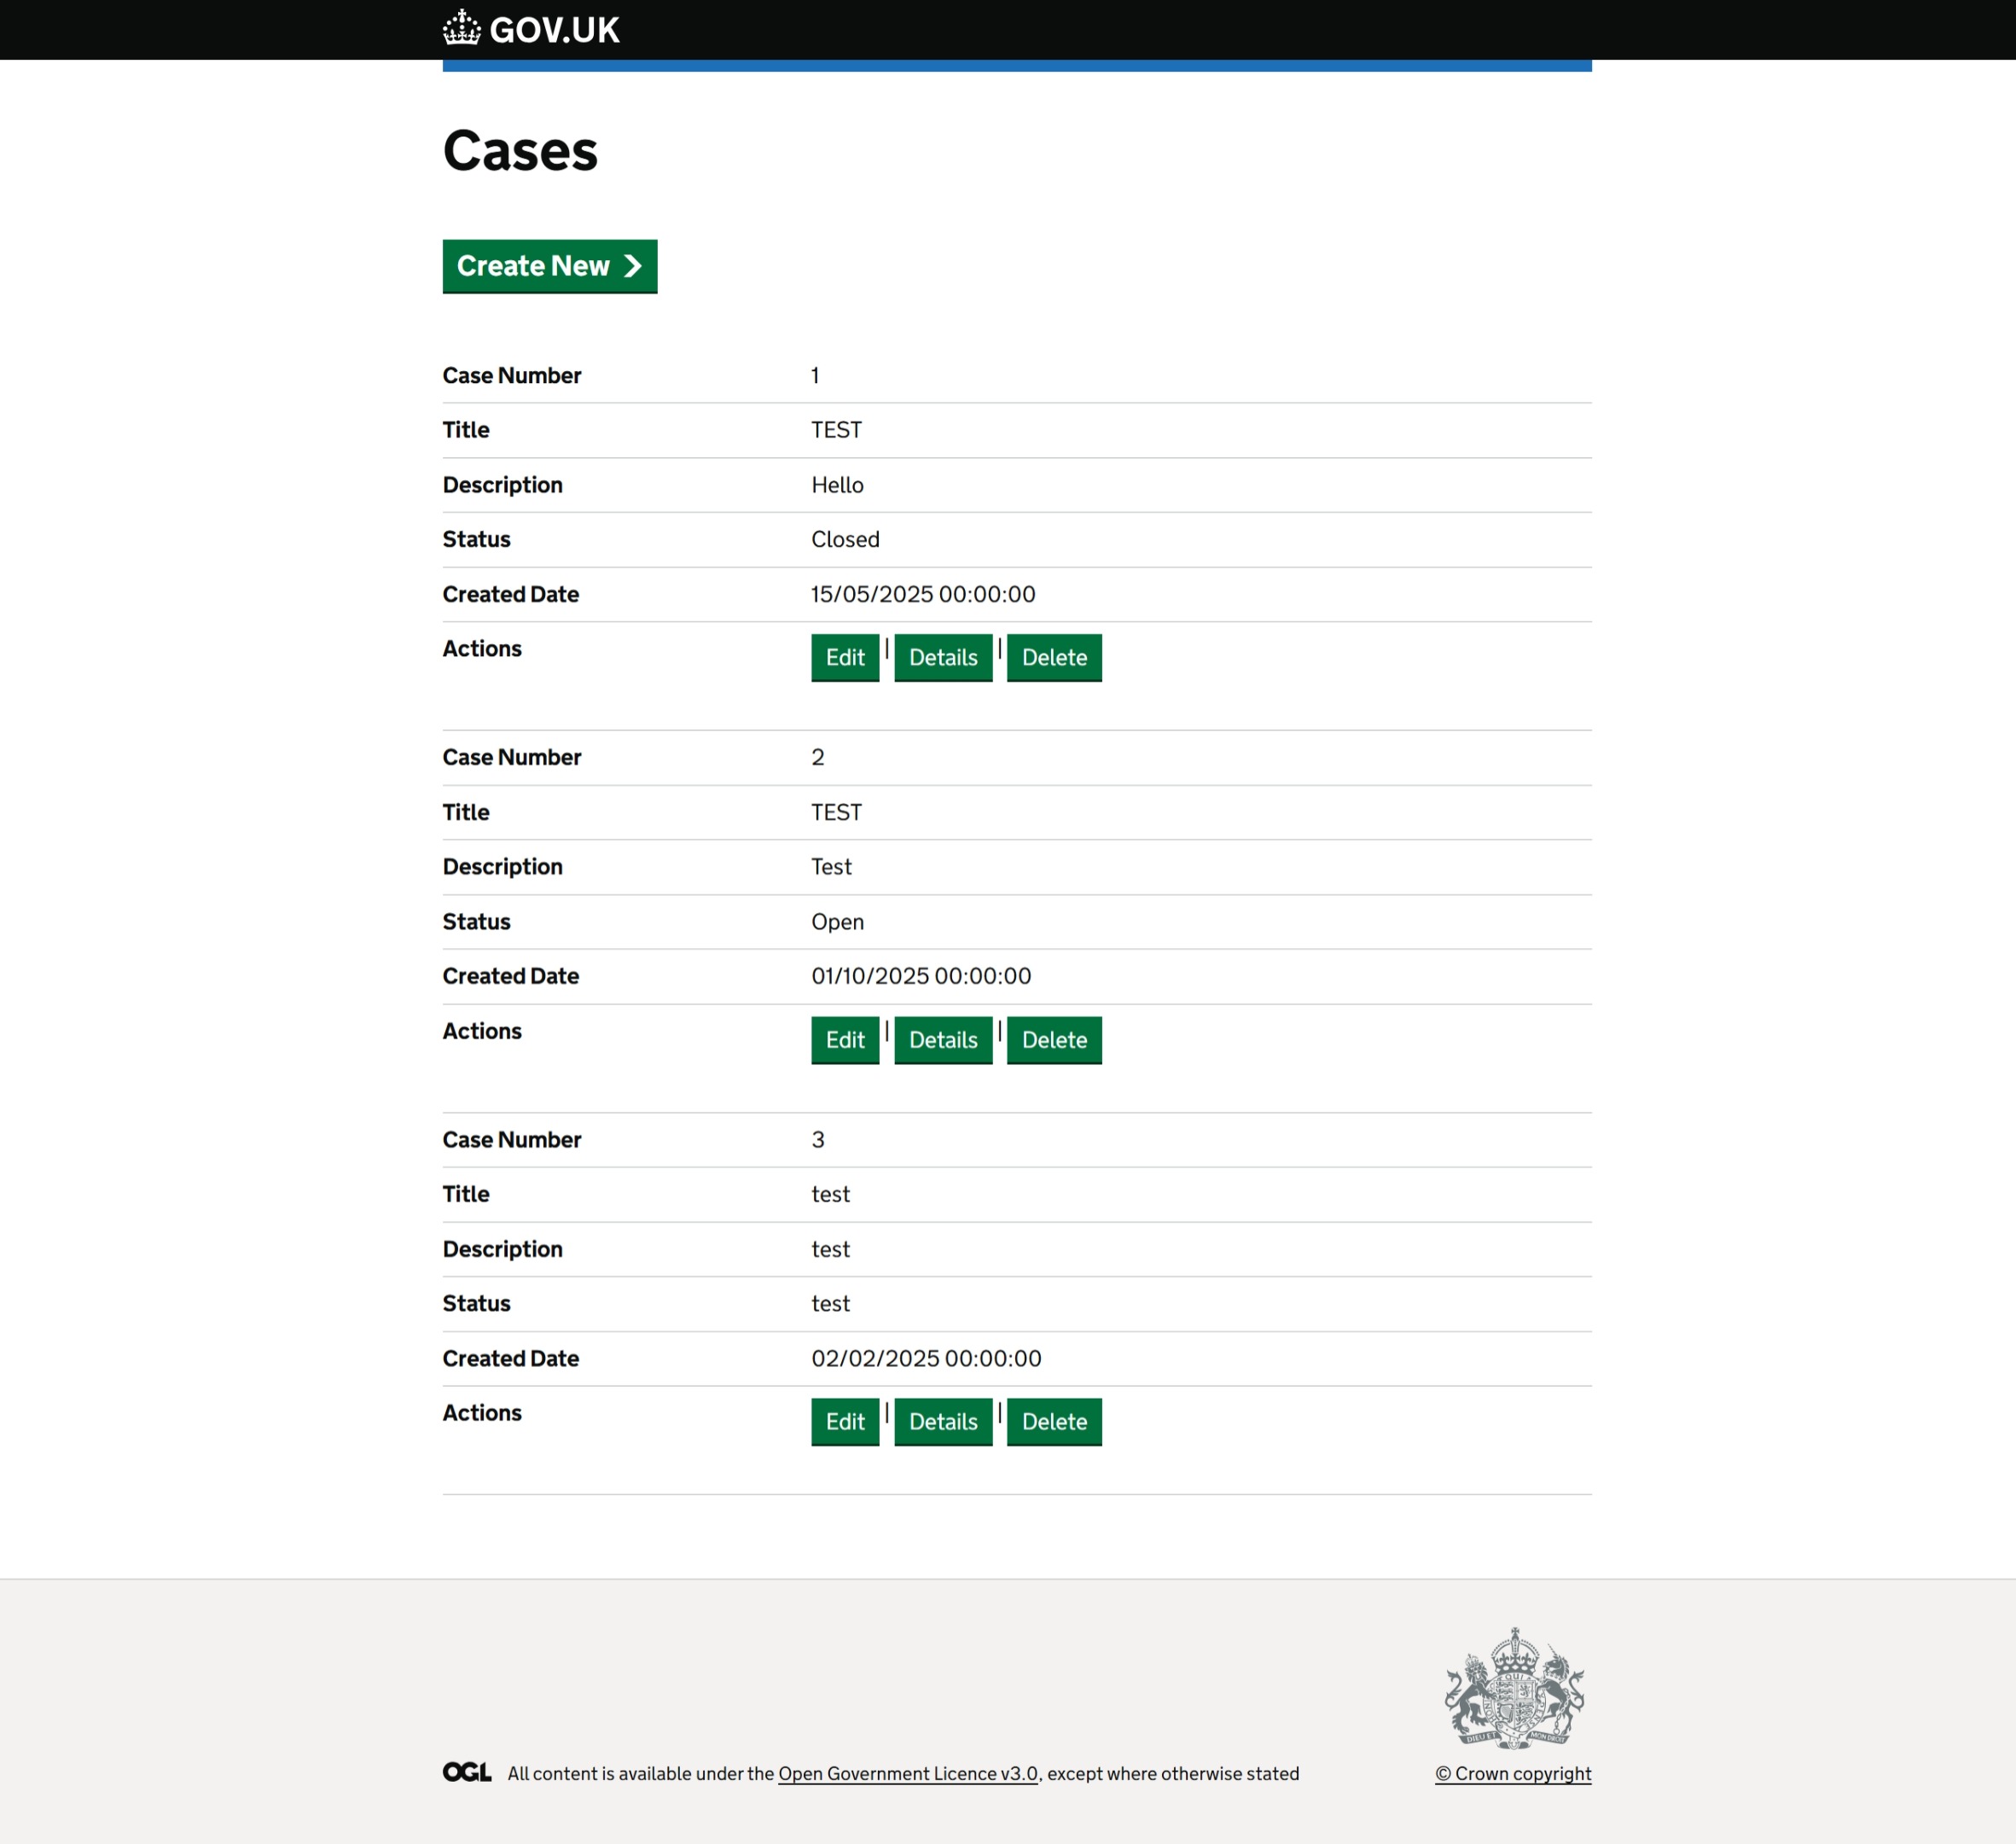 GOV.UK
Cases
Create New
Case Number 1
Title TEST
Description Hello
Status Closed
Created Date 15/05/2025 00:00:00
Actions Edit | Details | Delete
Case Number 2
Title TEST
Description Test
Status Open
Created Date 01/10/2025 00:00:00
Actions Edit | Details | Delete
Case Number 3
Title test
Description test
Status test
Created Date 02/02/2025 00:00:00
Actions Edit | Details | Delete
OGL All content is available under the Open Government Licence v3.0, except where otherwise stated
© Crown copyright